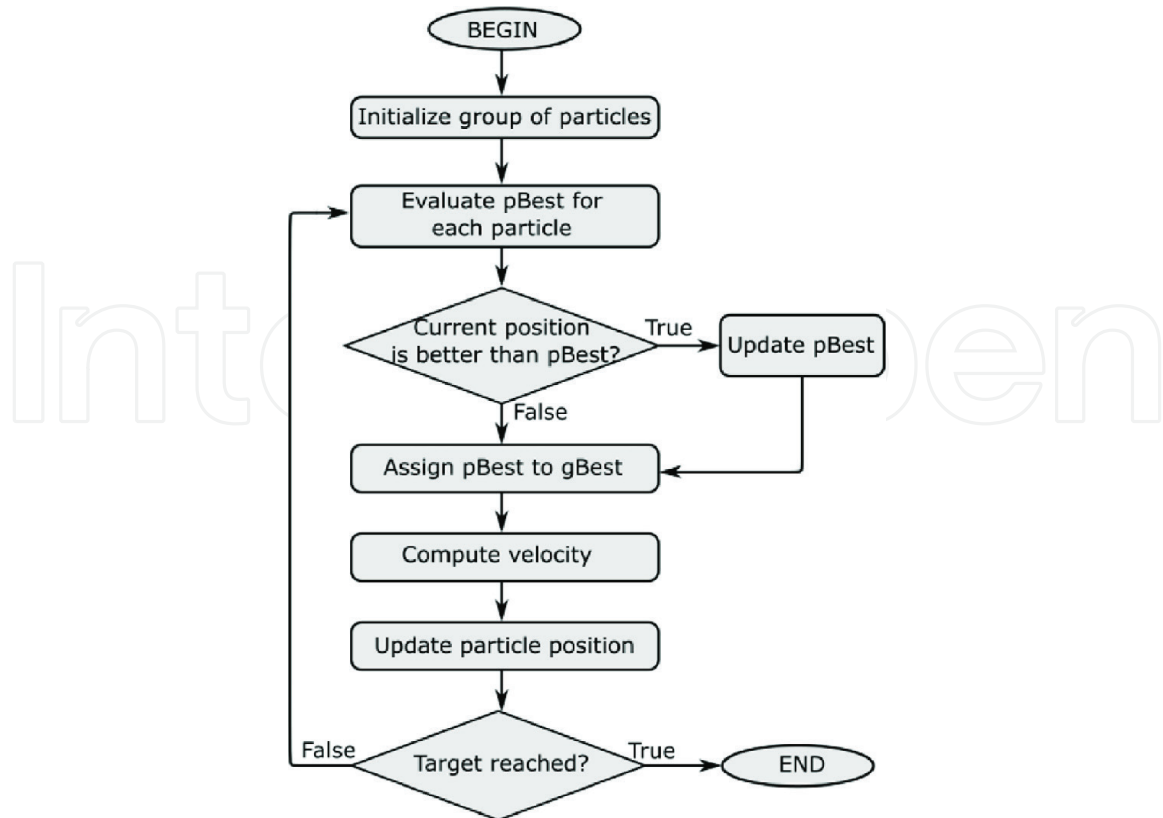 BEGIN
Initialize group of particles
Evaluate pBest for
each particle
Current position
is better than pBest?
True
Update pBest
False
Assign pBest to gBest
Compute velocity
Update particle position
False
Target reached?
True
END